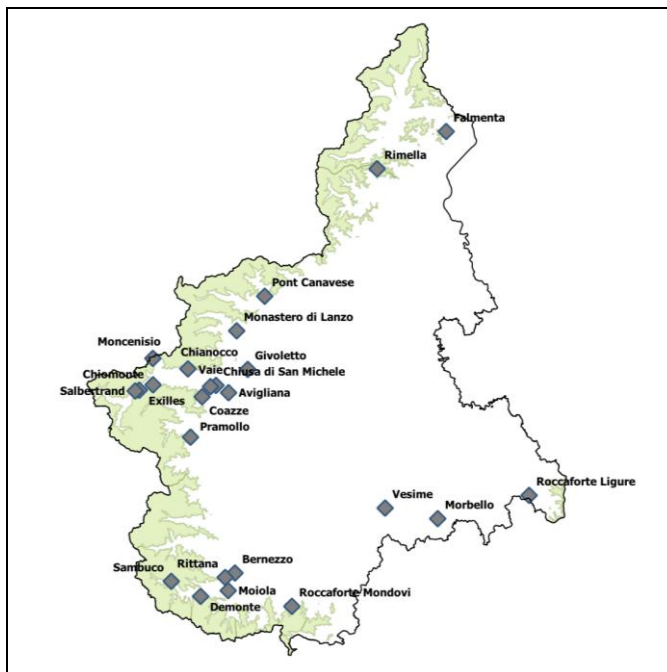 Falmenta
Rimella
Pont Canavese
Monastero di Lanzo
Moncenisio
Chianocco
Givoletto
Vaie
Chiusa di San Michele
Chiomonte
Salbertrand
Avigliana
Exilles
Coazze
Pramollo
Roccaforte Ligure
Vesime
Morbello
Bernezzo
Rittana
Sambuco
Moiola
Roccaforte Mondovi
Demonte